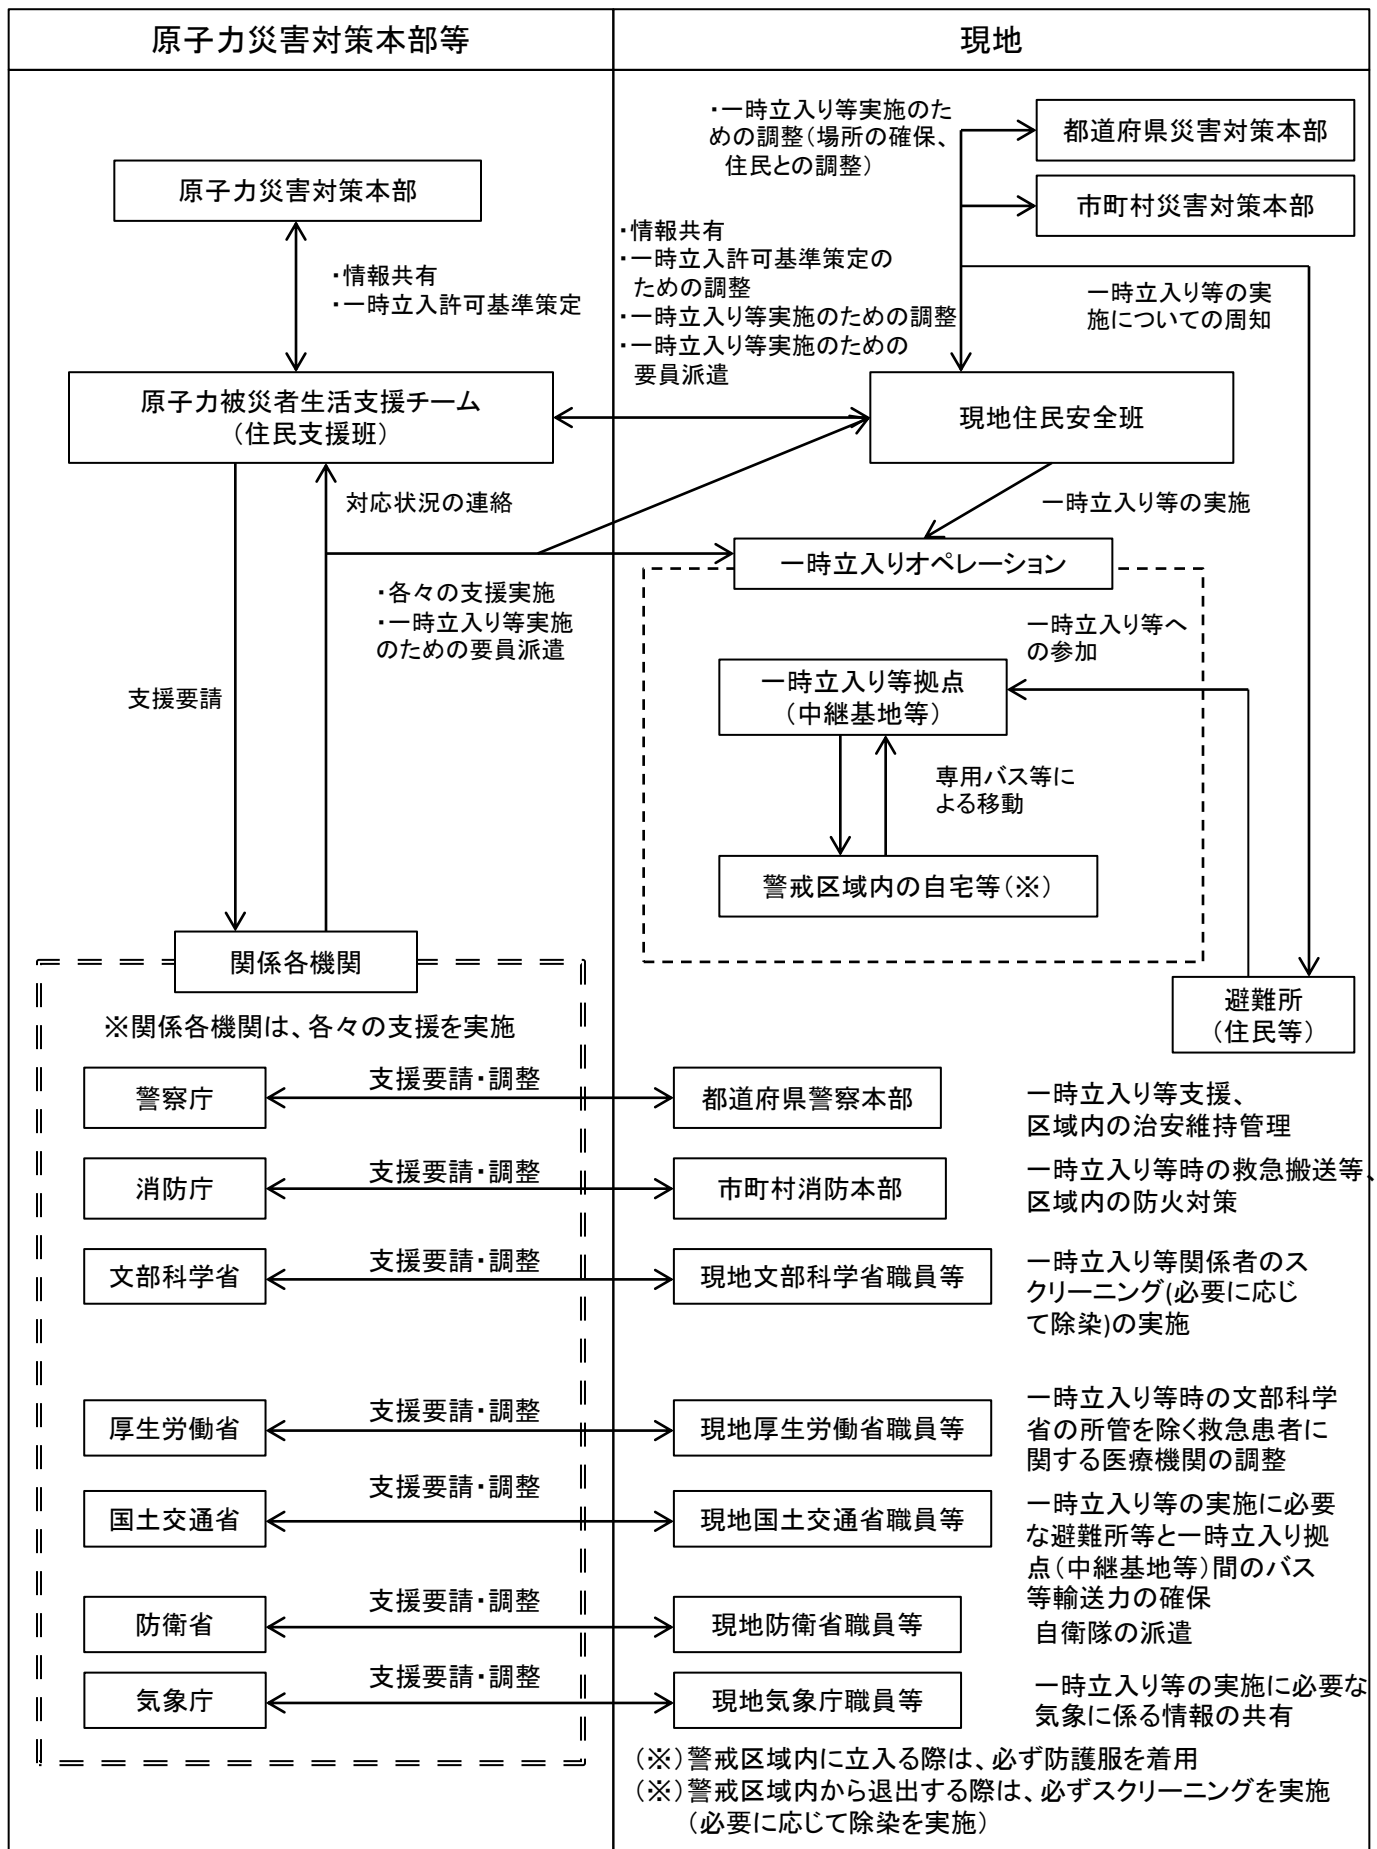 原子力災害対策本部等
現地
・一時立入り等実施のた
めの調整（場所の確保、
住民との調整）
都道府県災害対策本部
原子力災害対策本部
市町村災害対策本部
・情報共有
・一時立入許可基準策定の
ための調整
・一時立入り等実施のための調整
・一時立入り等実施のための
要員派遣
・情報共有
・一時立入許可基準策定
一時立入り等の実
施についての周知
原子力被災者生活支援チーム
（住民支援班）
現地住民安全班
対応状況の連絡
一時立入り等の実施
一時立入りオペレーション
・各々の支援実施
・一時立入り等実施
のための要員派遣
一時立入り等へ
の参加
支援要請
一時立入り等拠点
（中継基地等）
専用バス等に
よる移動
警戒区域内の自宅等（※）
関係各機関
避難所
（住民等）
※関係各機関は、各々の支援を実施
警察庁
支援要請・調整
都道府県警察本部
一時立入り等支援、
区域内の治安維持管理
消防庁
支援要請・調整
市町村消防本部
一時立入り等時の救急搬送等、
区域内の防火対策
文部科学省
支援要請・調整
現地文部科学省職員等
一時立入り等関係者のス
クリーニング(必要に応じ
て除染)の実施
厚生労働省
支援要請・調整
現地厚生労働省職員等
一時立入り等時の文部科学
省の所管を除く救急患者に
関する医療機関の調整
国土交通省
支援要請・調整
現地国土交通省職員等
一時立入り等の実施に必要
な避難所等と一時立入り拠
点（中継基地等）間のバス
等輸送力の確保
防衛省
支援要請・調整
現地防衛省職員等
自衛隊の派遣
気象庁
支援要請・調整
現地気象庁職員等
一時立入り等の実施に必要な
気象に係る情報の共有
（※）警戒区域内に立入る際は、必ず防護服を着用
（※）警戒区域内から退出する際は、必ずスクリーニングを実施
（必要に応じて除染を実施）